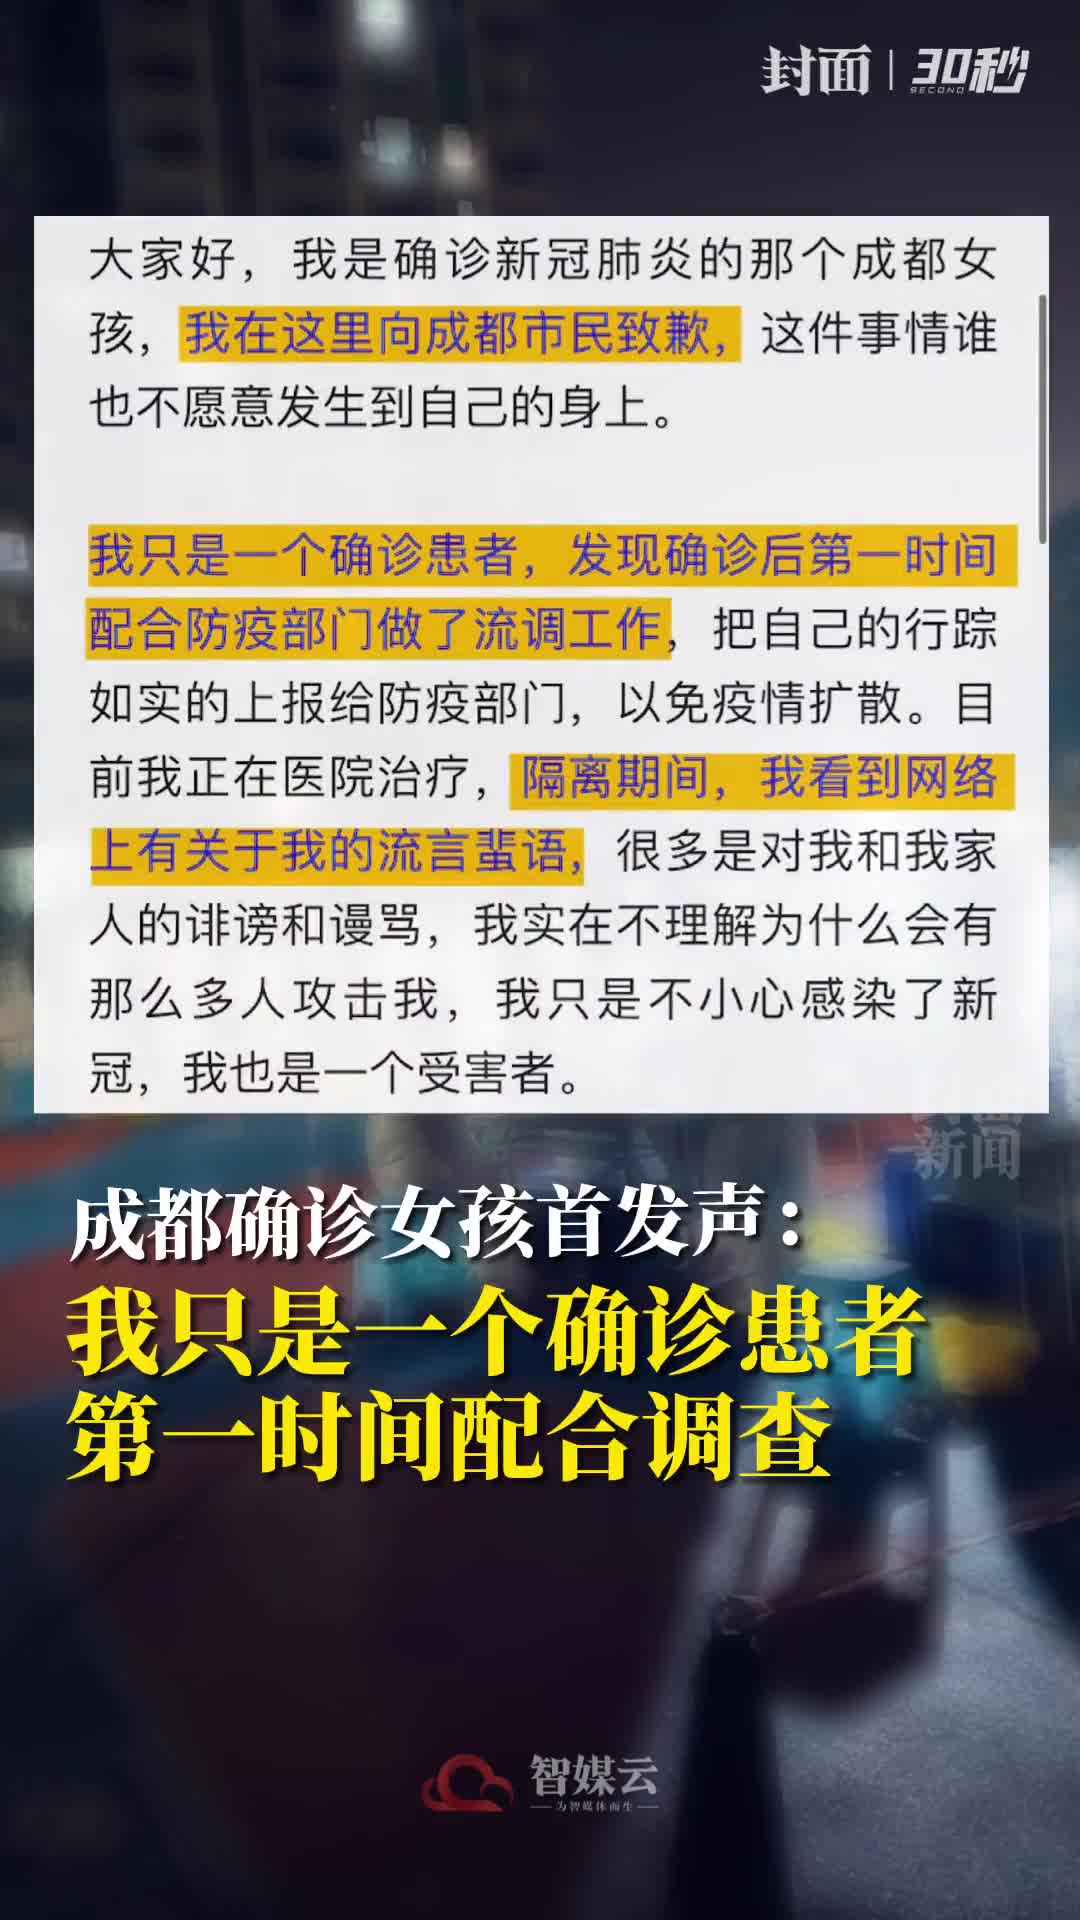 封面 | 30秒
SECOND
大家好，我是确诊新冠肺炎的那个成都女
孩，我在这里向成都市民致歉，这件事情谁
也不愿意发生到自己的身上。
我只是一个确诊患者，发现确诊后第一时间
配合防疫部门做了流调工作，把自己的行踪
如实的上报给防疫部门，以免疫情扩散。目
前我正在医院治疗，隔离期间，我看到网络
上有关于我的流言蜚语，很多是对我和我家
人的诽谤和谩骂，我实在不理解为什么会有
那么多人攻击我，我只是不小心感染了新
冠，我也是一个受害者。
新闻
成都确诊女孩首发声：
我只是一个确诊患者
第一时间配合调查
智媒云
为智媒体而生